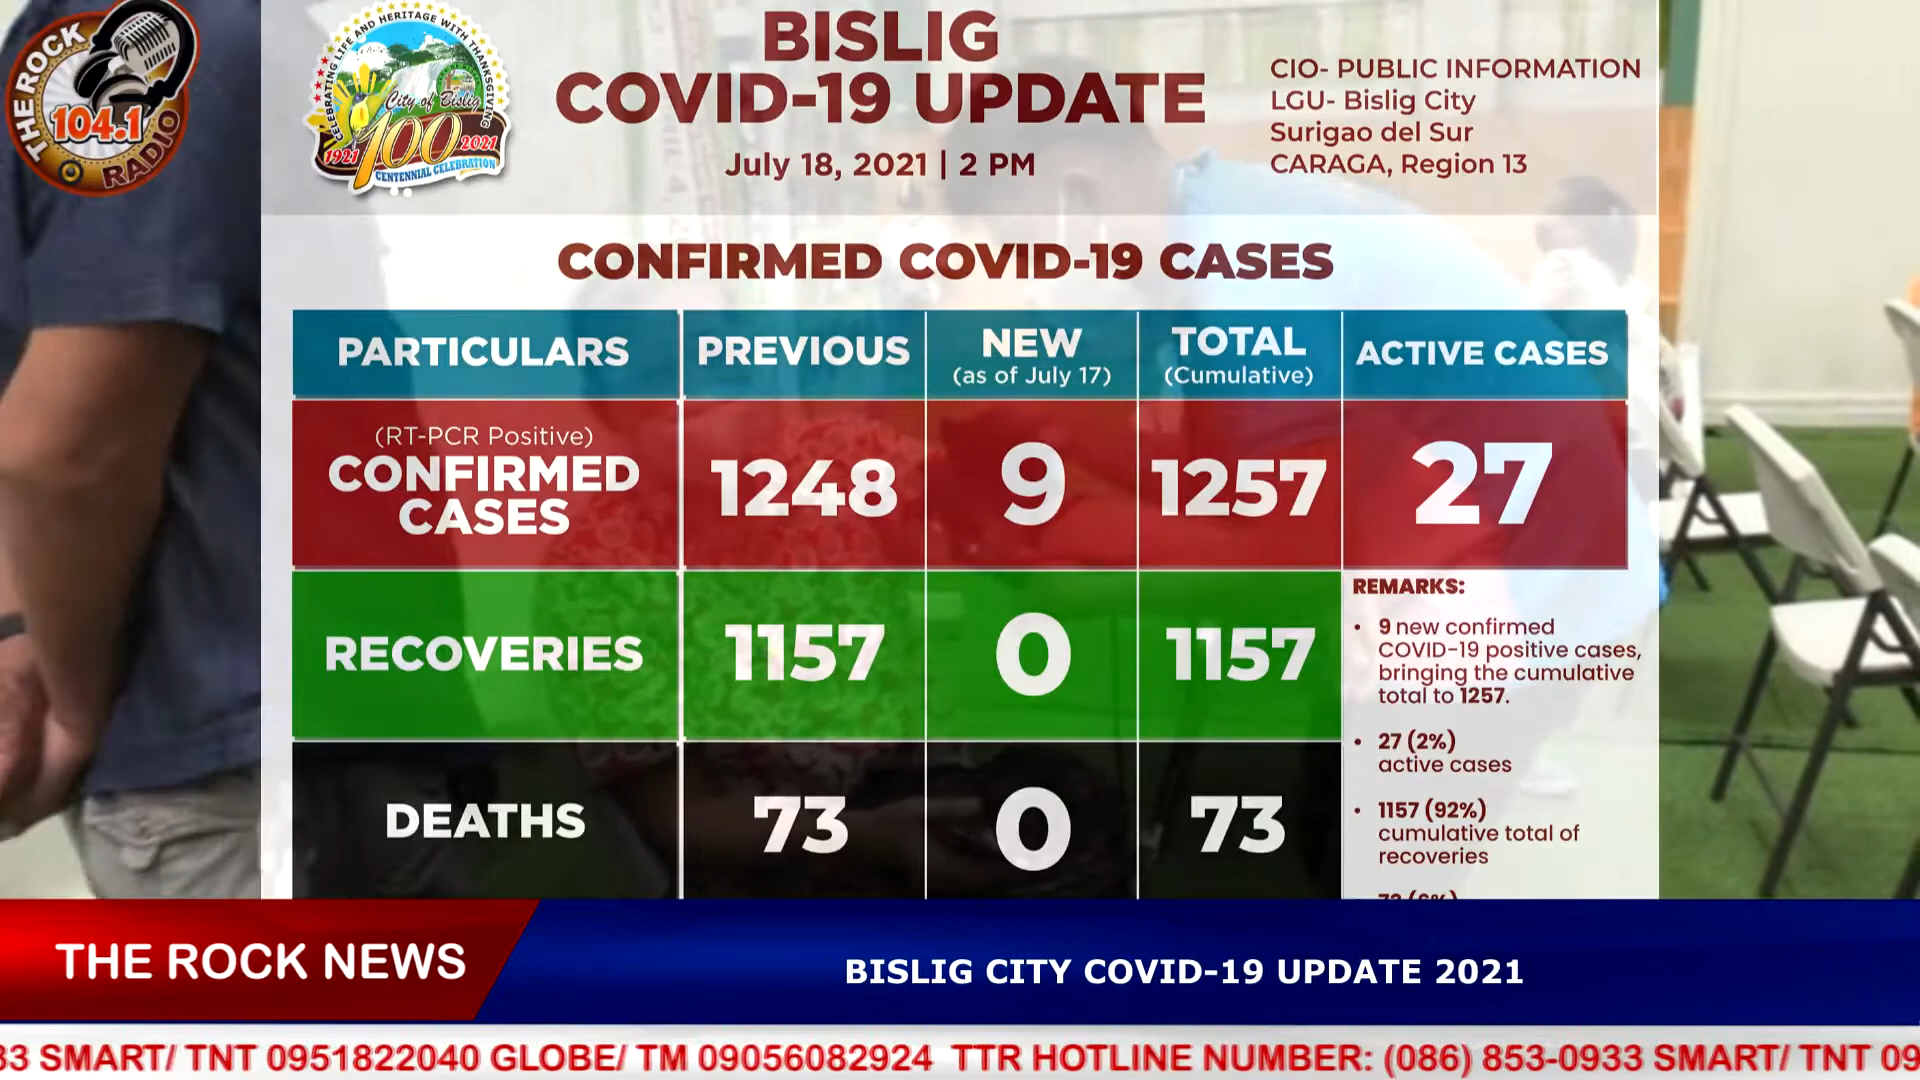 THE ROCK
104.1
RADIO
CELEBRATING LIFE AND HERITAGE WITH THANKSGIVING
City of Bislig
1921 100 2021
CENTENNIAL CELEBRATION
BISLIG
COVID-19 UPDATE
July 18, 2021 | 2 PM
CIO- PUBLIC INFORMATION
LGU- Bislig City
Surigao del Sur
CARAGA, Region 13
CONFIRMED COVID-19 CASES
PARTICULARS PREVIOUS NEW (as of July 17) TOTAL (Cumulative) ACTIVE CASES
(RT-PCR Positive)
CONFIRMED
CASES
1248 9 1257 27
RECOVERIES 1157 0 1157
DEATHS 73 0 73
REMARKS:
• 9 new confirmed
COVID-19 positive cases,
bringing the cumulative
total to 1257.
• 27 (2%)
active cases
• 1157 (92%)
cumulative total of
recoveries
THE ROCK NEWS
BISLIG CITY COVID-19 UPDATE 2021
33 SMART/ TNT 0951822040 GLOBE/ TM 09056082924 TTR HOTLINE NUMBER: (086) 853-0933 SMART/ TNT 09